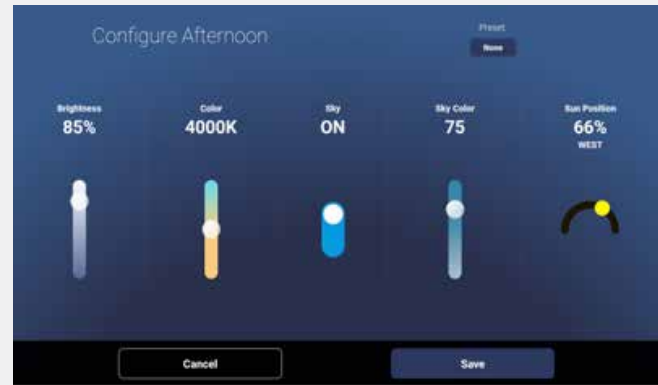 Configure Afternoon
Preset
None
Brightness
85%
Color
4000K
Sky
ON
Sky Color
75
Sun Position
66%
WEST
Cancel
Save